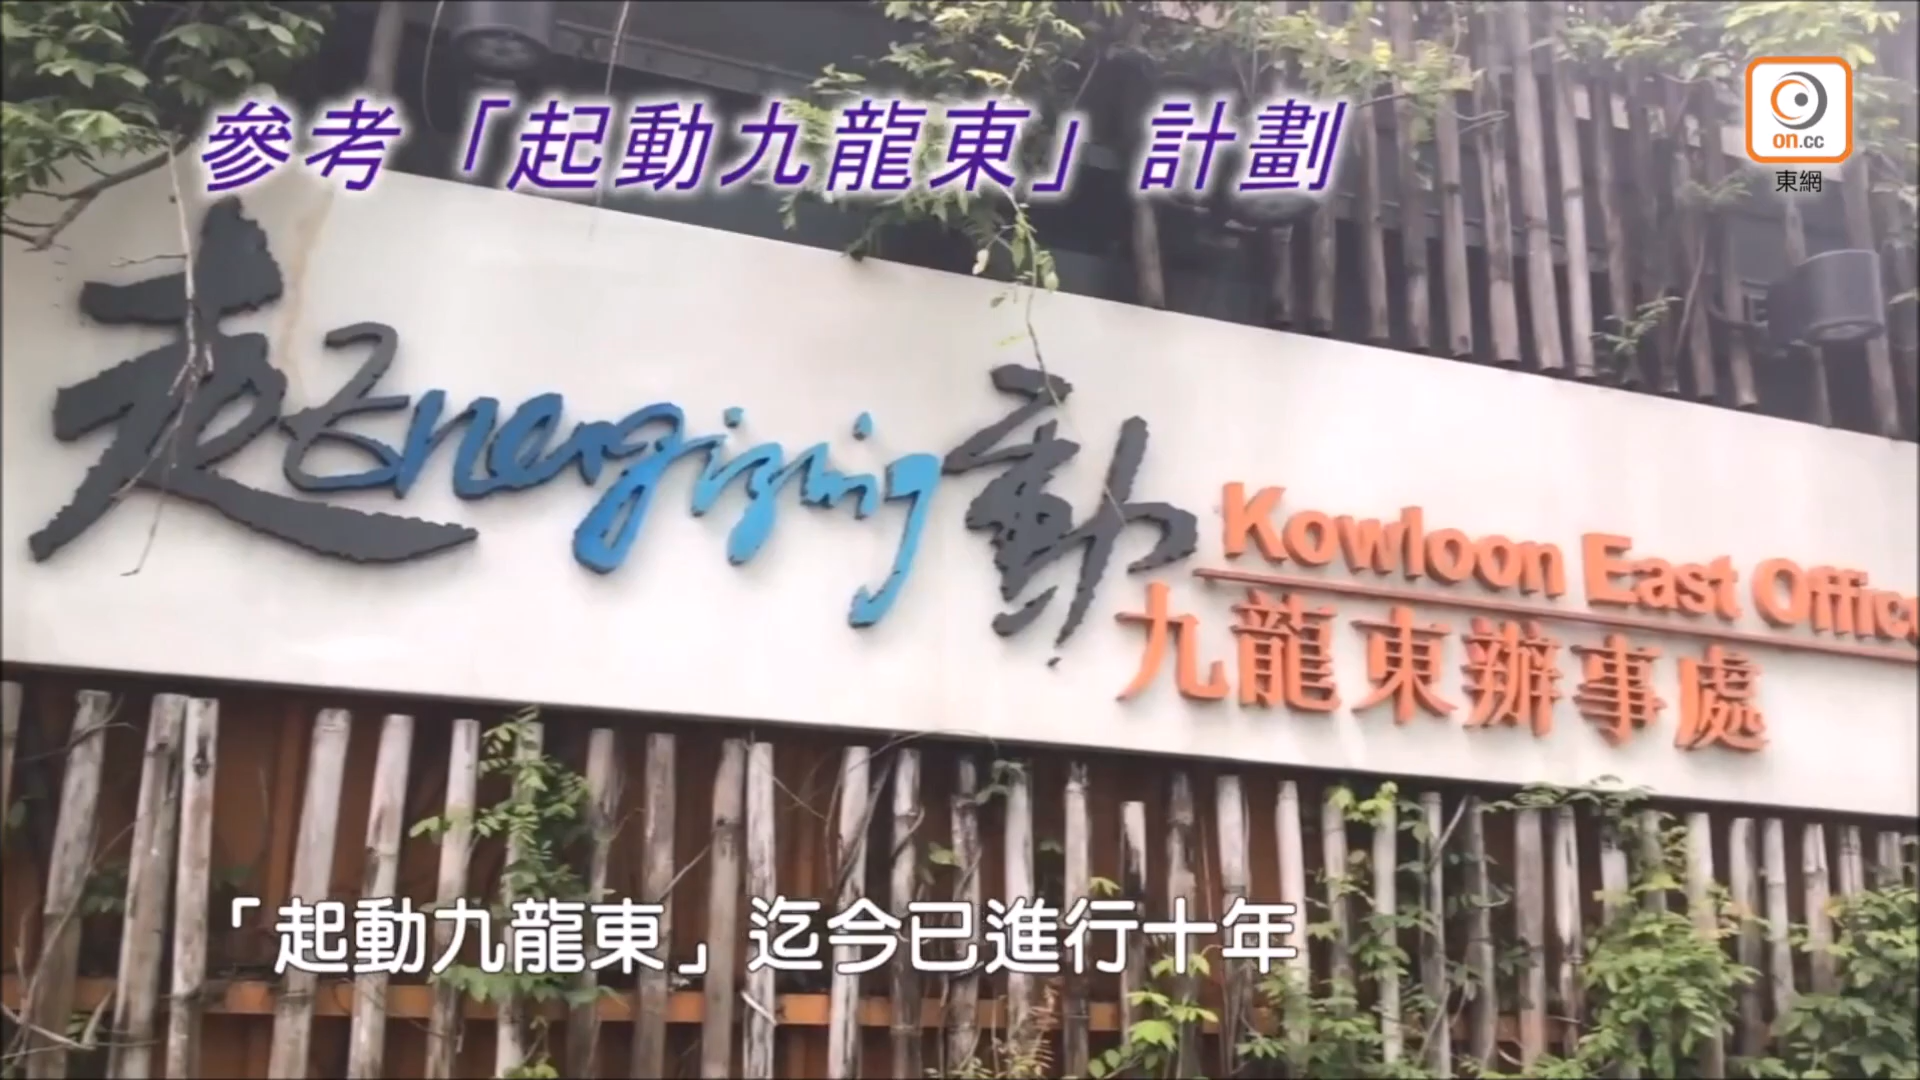 參考「起動九龍東」計劃
on.cc
東網
起Energizing動
Kowloon East Office
九龍東辦事處
「起動九龍東」迄今已進行十年